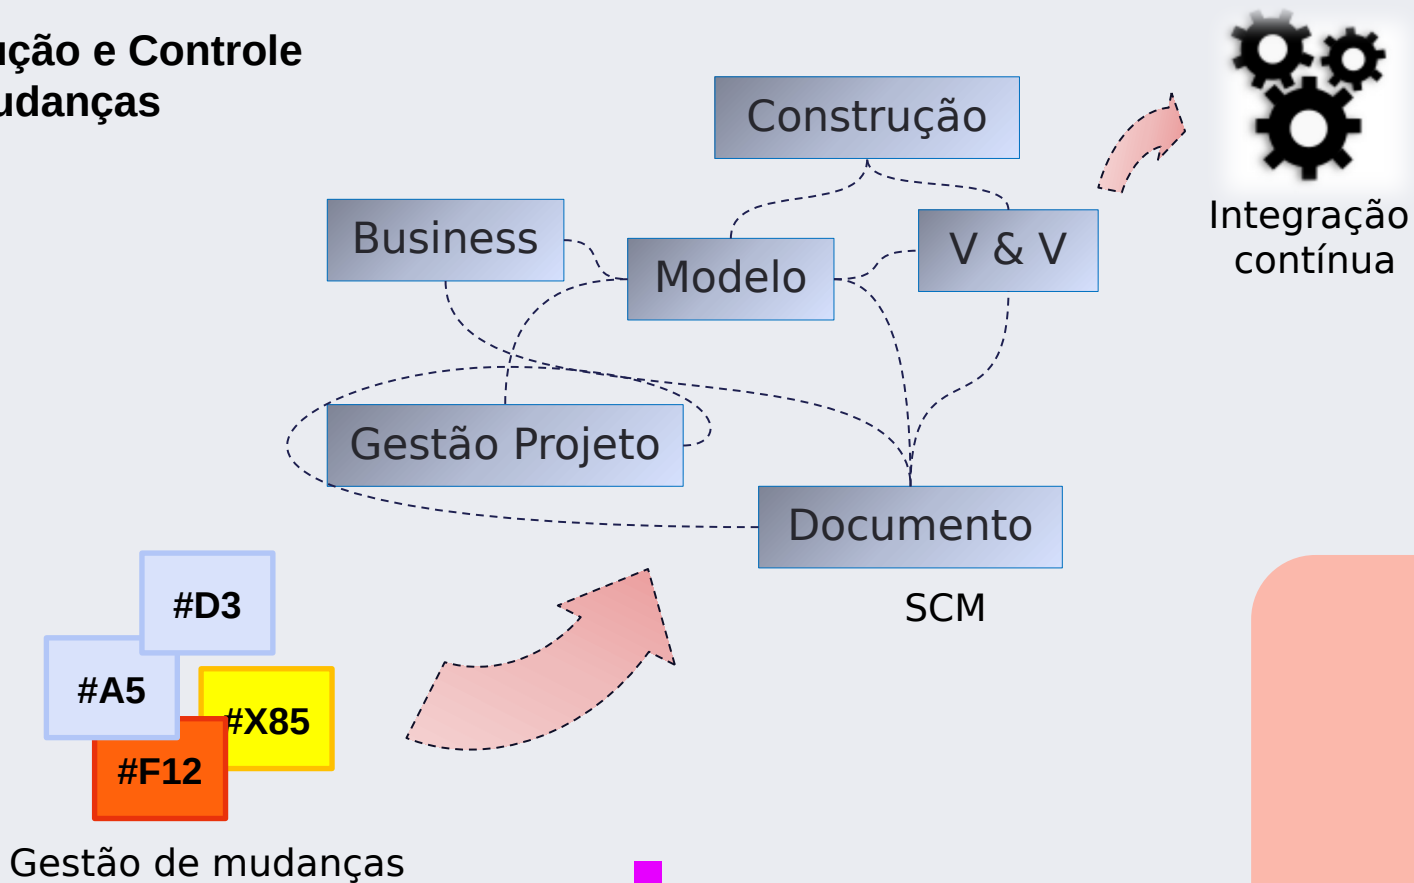 ução e Controle
udanças
Construção
Business
Modelo
V & V
Integração
contínua
Gestão Projeto
Documento
SCM
#D3
#A5
#X85
#F12
Gestão de mudanças